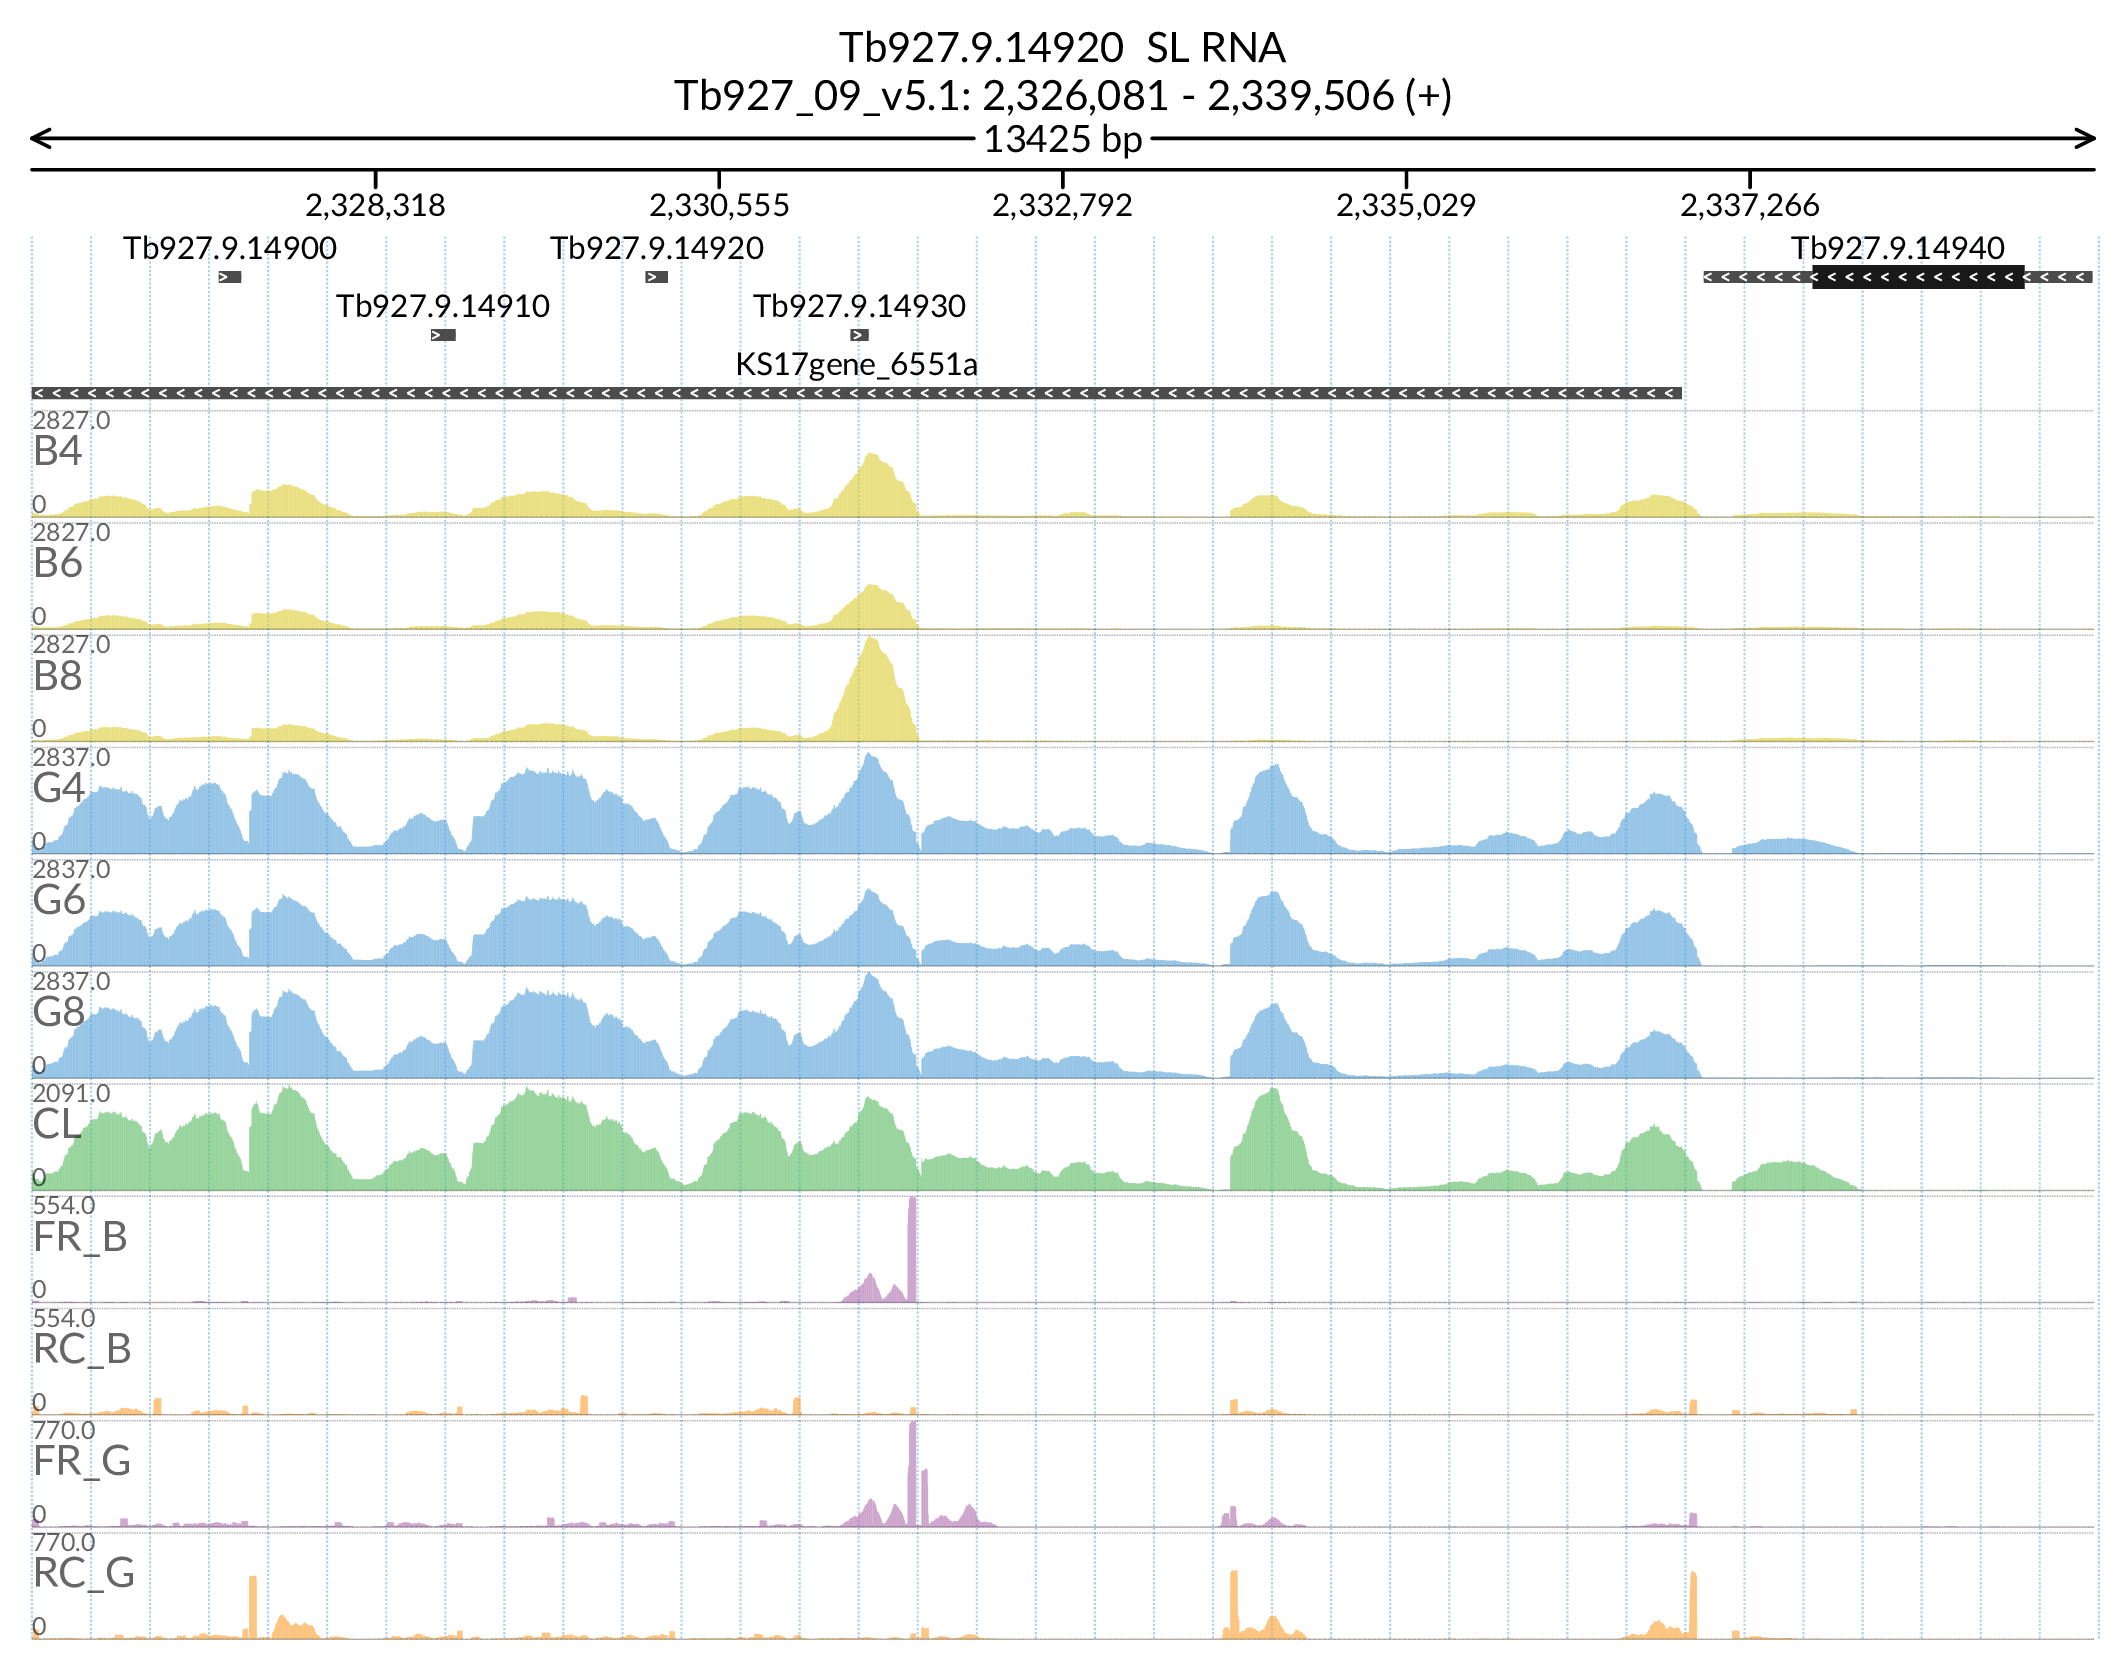 Tb927.9.14920 SL RNA
Tb927_09_v5.1: 2,326,081 - 2,339,506 (+)
13425 bp
2,328,318 2,330,555 2,332,792 2,335,029 2,337,266
Tb927.9.14900 Tb927.9.14920 Tb927.9.14940
Tb927.9.14910 Tb927.9.14930
KS17gene_6551a
2827.0
B4
0
2827.0
B6
0
2827.0
B8
0
2837.0
G4
0
2837.0
G6
0
2837.0
G8
0
2091.0
CL
0
554.0
FR_B
0
554.0
RC_B
0
770.0
FR_G
0
770.0
RC_G
0